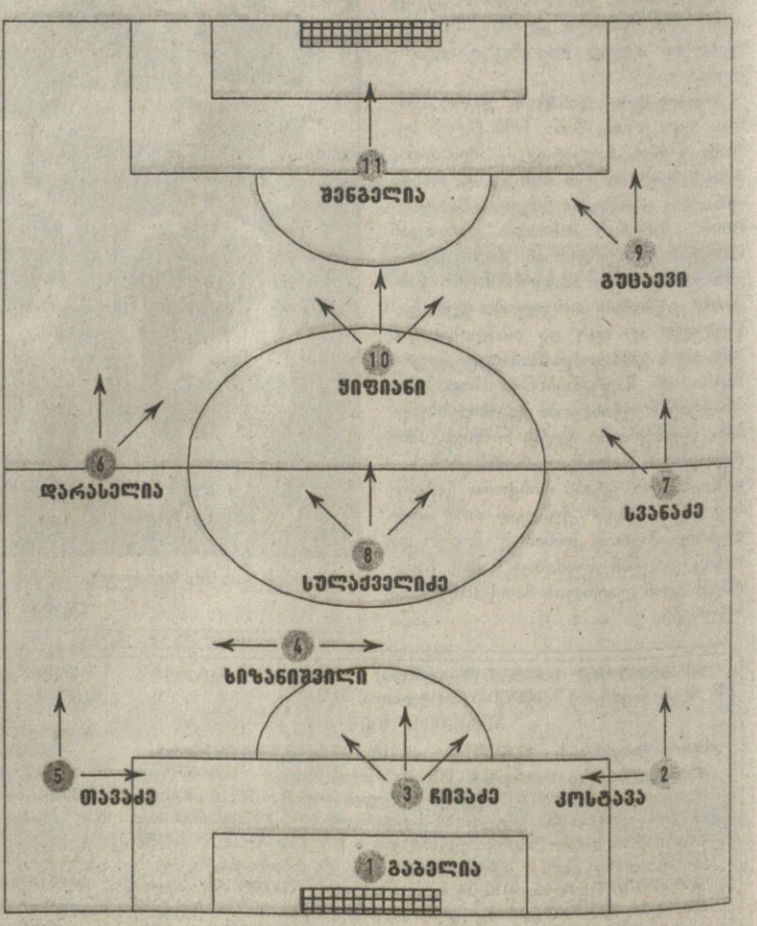 11
შენგელია
9
გუცაევი
10
ყიფიანი
6
დარასელია
7
სვანაძე
8
სულაქველიძე
4
ხიზანიშვილი
5
თავაძე
3 ჩივაძე
2
კოსტავა
1 გაბელია